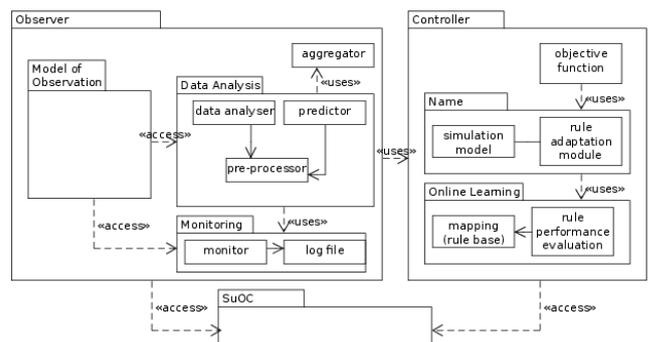 Observer
Controller
aggregator
objective
function
Model of
Observation
Data Analysis
«uses»
«uses»
Name
data analyser
predictor
simulation
model
rule
adaptation
module
«access»
«uses»
pre-processor
«uses»
Online Learning
«access»
«uses»
Monitoring
mapping
(rule base)
rule
performance
evaluation
monitor
log file
SuOC
«access»
«access»